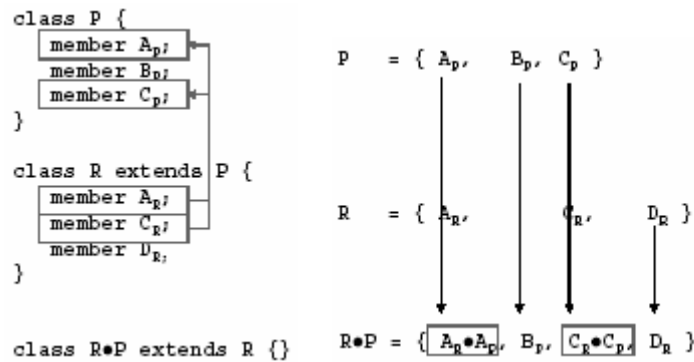 class P {
member A_P;
member B_P;
member C_P;
}
class R extends P {
member A_R;
member C_R;
member D_R;
}
class R●P extends R {}
P = { A_P, B_P, C_P }
R = { A_R, C_R, D_R }
R●P = { A_R●A_P, B_P, C_R●C_P, D_R }